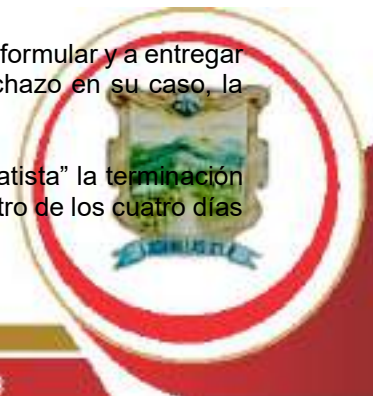 formular y a entregar
chazo en su caso, la
atista” la terminación
tro de los cuatro días